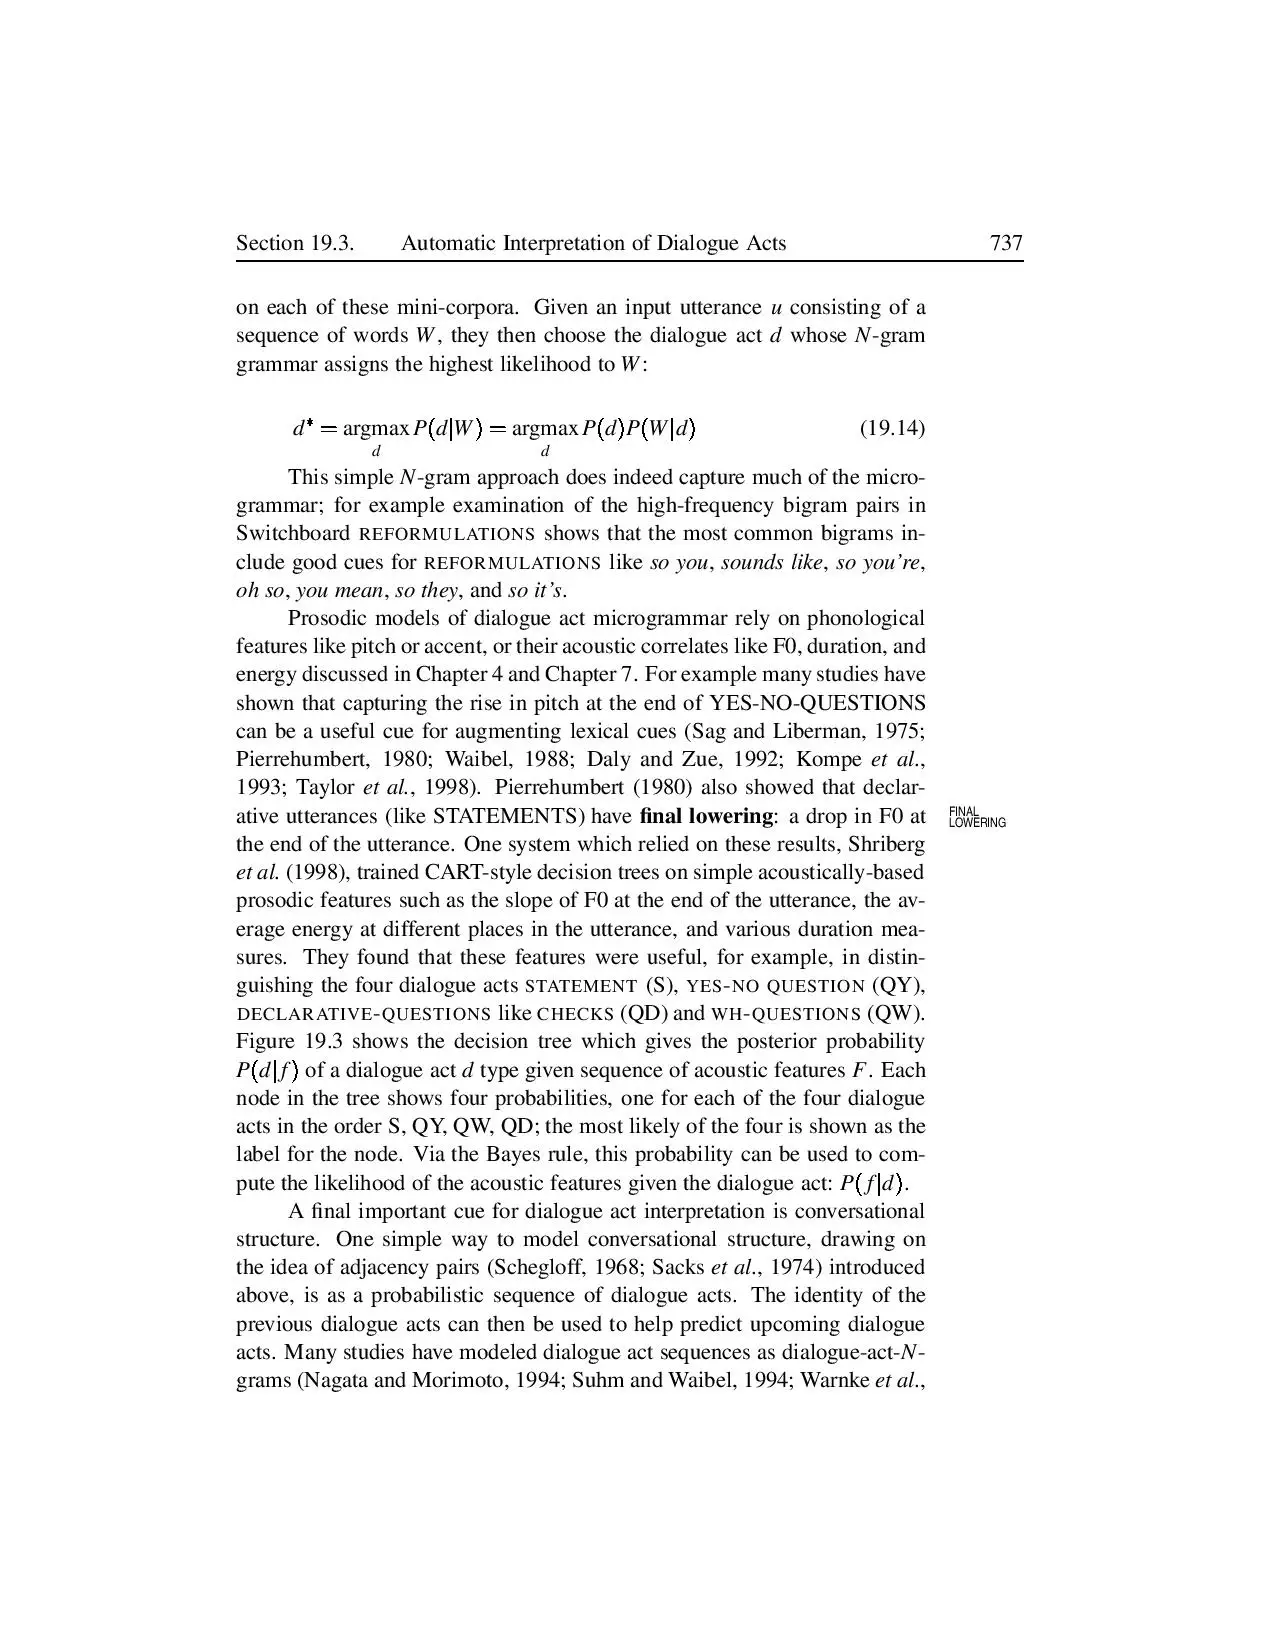 Section 19.3. Automatic Interpretation of Dialogue Acts 737
on each of these mini-corpora. Given an input utterance u consisting of a
sequence of words W, they then choose the dialogue act d whose N-gram
grammar assigns the highest likelihood to W:
d* = argmax P(d|W) = argmax P(d)P(W|d) (19.14)
d d
This simple N-gram approach does indeed capture much of the micro-
grammar; for example examination of the high-frequency bigram pairs in
Switchboard REFORMULATIONS shows that the most common bigrams in-
clude good cues for REFORMULATIONS like so you, sounds like, so you're,
oh so, you mean, so they, and so it's.
Prosodic models of dialogue act microgrammar rely on phonological
features like pitch or accent, or their acoustic correlates like F0, duration, and
energy discussed in Chapter 4 and Chapter 7. For example many studies have
shown that capturing the rise in pitch at the end of YES-NO-QUESTIONS
can be a useful cue for augmenting lexical cues (Sag and Liberman, 1975;
Pierrehumbert, 1980; Waibel, 1988; Daly and Zue, 1992; Kompe et al.,
1993; Taylor et al., 1998). Pierrehumbert (1980) also showed that declar-
ative utterances (like STATEMENTS) have final lowering: a drop in F0 at
FINAL
LOWERING
the end of the utterance. One system which relied on these results, Shriberg
et al. (1998), trained CART-style decision trees on simple acoustically-based
prosodic features such as the slope of F0 at the end of the utterance, the av-
erage energy at different places in the utterance, and various duration mea-
sures. They found that these features were useful, for example, in distin-
guishing the four dialogue acts STATEMENT (S), YES-NO QUESTION (QY),
DECLARATIVE-QUESTIONS like CHECKS (QD) and WH-QUESTIONS (QW).
Figure 19.3 shows the decision tree which gives the posterior probability
P(d|f) of a dialogue act d type given sequence of acoustic features F. Each
node in the tree shows four probabilities, one for each of the four dialogue
acts in the order S, QY, QW, QD; the most likely of the four is shown as the
label for the node. Via the Bayes rule, this probability can be used to com-
pute the likelihood of the acoustic features given the dialogue act: P(f|d).
A final important cue for dialogue act interpretation is conversational
structure. One simple way to model conversational structure, drawing on
the idea of adjacency pairs (Schegloff, 1968; Sacks et al., 1974) introduced
above, is as a probabilistic sequence of dialogue acts. The identity of the
previous dialogue acts can then be used to help predict upcoming dialogue
acts. Many studies have modeled dialogue act sequences as dialogue-act-N-
grams (Nagata and Morimoto, 1994; Suhm and Waibel, 1994; Warnke et al.,